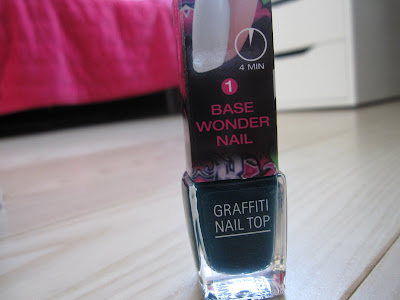 4 MIN
1
BASE
WONDER
NAIL
GRAFFITI
NAIL TOP